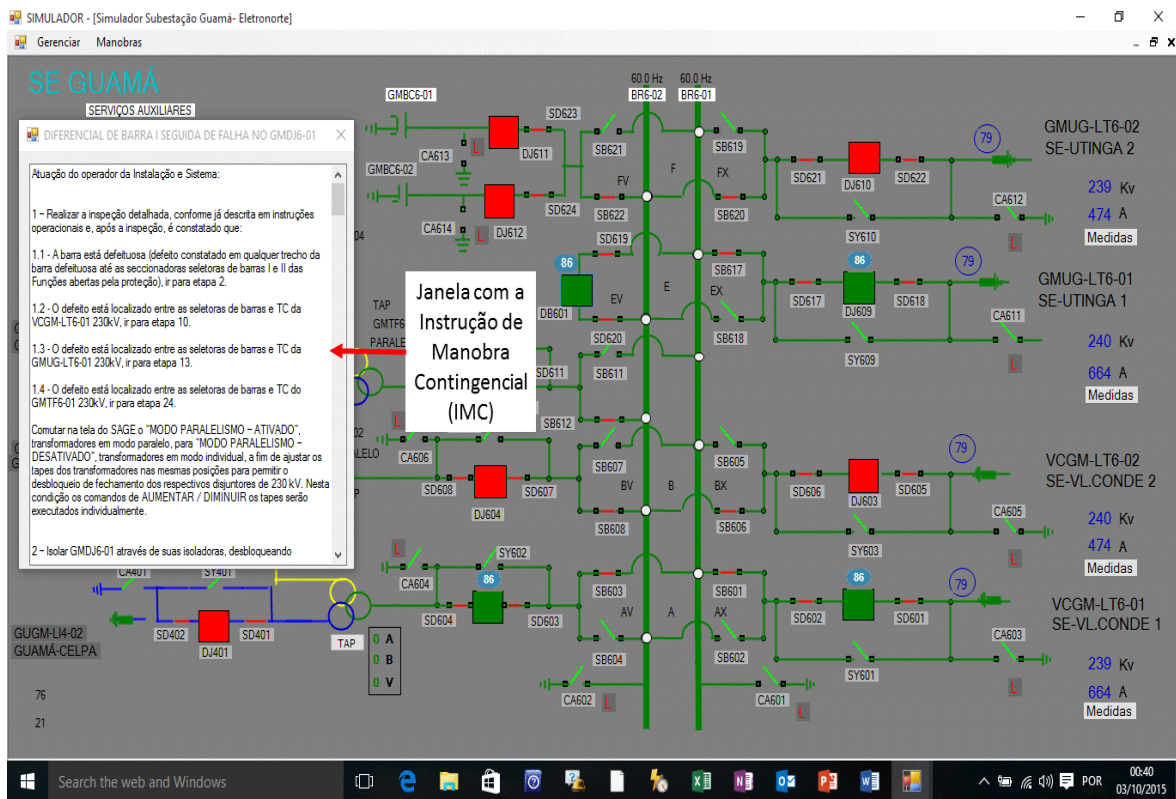 SIMULADOR - [Simulador Subestação Guamá- Eletronorte]
Gerenciar Manobras
SE GUAMÁ
SERVIÇOS AUXILIARES
DIFERENCIAL DE BARRA I SEGUIDA DE FALHA NO GMDJ6-01
Atuação do operador da Instalação e Sistema:
1 – Realizar a inspeção detalhada, conforme já descrita em instruções
operacionais e, após a inspeção, é constatado que:
1.1 - A barra está defeituosa (defeito constatado em qualquer trecho da
barra defeituosa até as seccionadoras seletoras de barras I e II das
Funções abertas pela proteção), ir para etapa 2.
1.2 - O defeito está localizado entre as seletoras de barras e TC da
VCGM-LT6-01 230kV, ir para etapa 10.
1.3 - O defeito está localizado entre as seletoras de barras e TC da
GMUG-LT6-01 230kV, ir para etapa 13.
1.4 - O defeito está localizado entre as seletoras de barras e TC do
GMTF6-01 230kV, ir para etapa 24.
Comutar na tela do SAGE o "MODO PARALELISMO – ATIVADO",
transformadores em modo paralelo, para "MODO PARALELISMO –
DESATIVADO", transformadores em modo individual, a fim de ajustar os
tapes dos transformadores nas mesmas posições para permitir o
desbloqueio de fechamento dos respectivos disjuntores de 230 kV. Nesta
condição os comandos de AUMENTAR / DIMINUIR os tapes serão
executados individualmente.
2 – Isolar GMDJ6-01 através de suas isoladoras, desbloqueando
Janela com a
Instrução de
Manobra
Contingencial
(IMC)
60.0 Hz 60.0 Hz
BR6-02 BR6-01
GMBC6-01
SD623
CA613 L DJ611 SB621 SB619
GMBC6-02
F
FV FX
SD624 SB622 SB620
CA614 L DJ612
04
79
GMUG-LT6-02
SE-UTINGA 2
SD621 DJ610 SD622
239 Kv
CA612
474 A
SY610 L Medidas
SD619
86 86 79
SB617
GMUG-LT6-01
SE-UTINGA 1
DB601 EV E EX
SD617 DJ609 SD618
CA611
SD620 SB618
240 Kv
SY609 L
664 A
Medidas
TAP
GMTF6
PARALE
SD611 SB611
SB612
L
02
ALELO
CA606
SD608 SD607
DJ604
P
SB607 SB605
BV B BX
SB608 SB606
79
VCGM-LT6-02
SE-VL.CONDE 2
SD606 DJ603 SD605
CA605
240 Kv
474 A
SY603 L
Medidas
L SY602
86
CA604
SD604 SD603
SB603 SB601
AV A AX
SB604 SB602
86 79
VCGM-LT6-01
SE-VL.CONDE 1
SD602 SD601
CA603
239 Kv
SY601 L
664 A
Medidas
CA602 L CA601 L
CA401 SY401
GUGM-LI4-02
GUAMÁ-CELPA
SD402 SD401
DJ401
TAP
0 A
0 B
0 V
76
21
Search the web and Windows
POR
00:40
03/10/2015